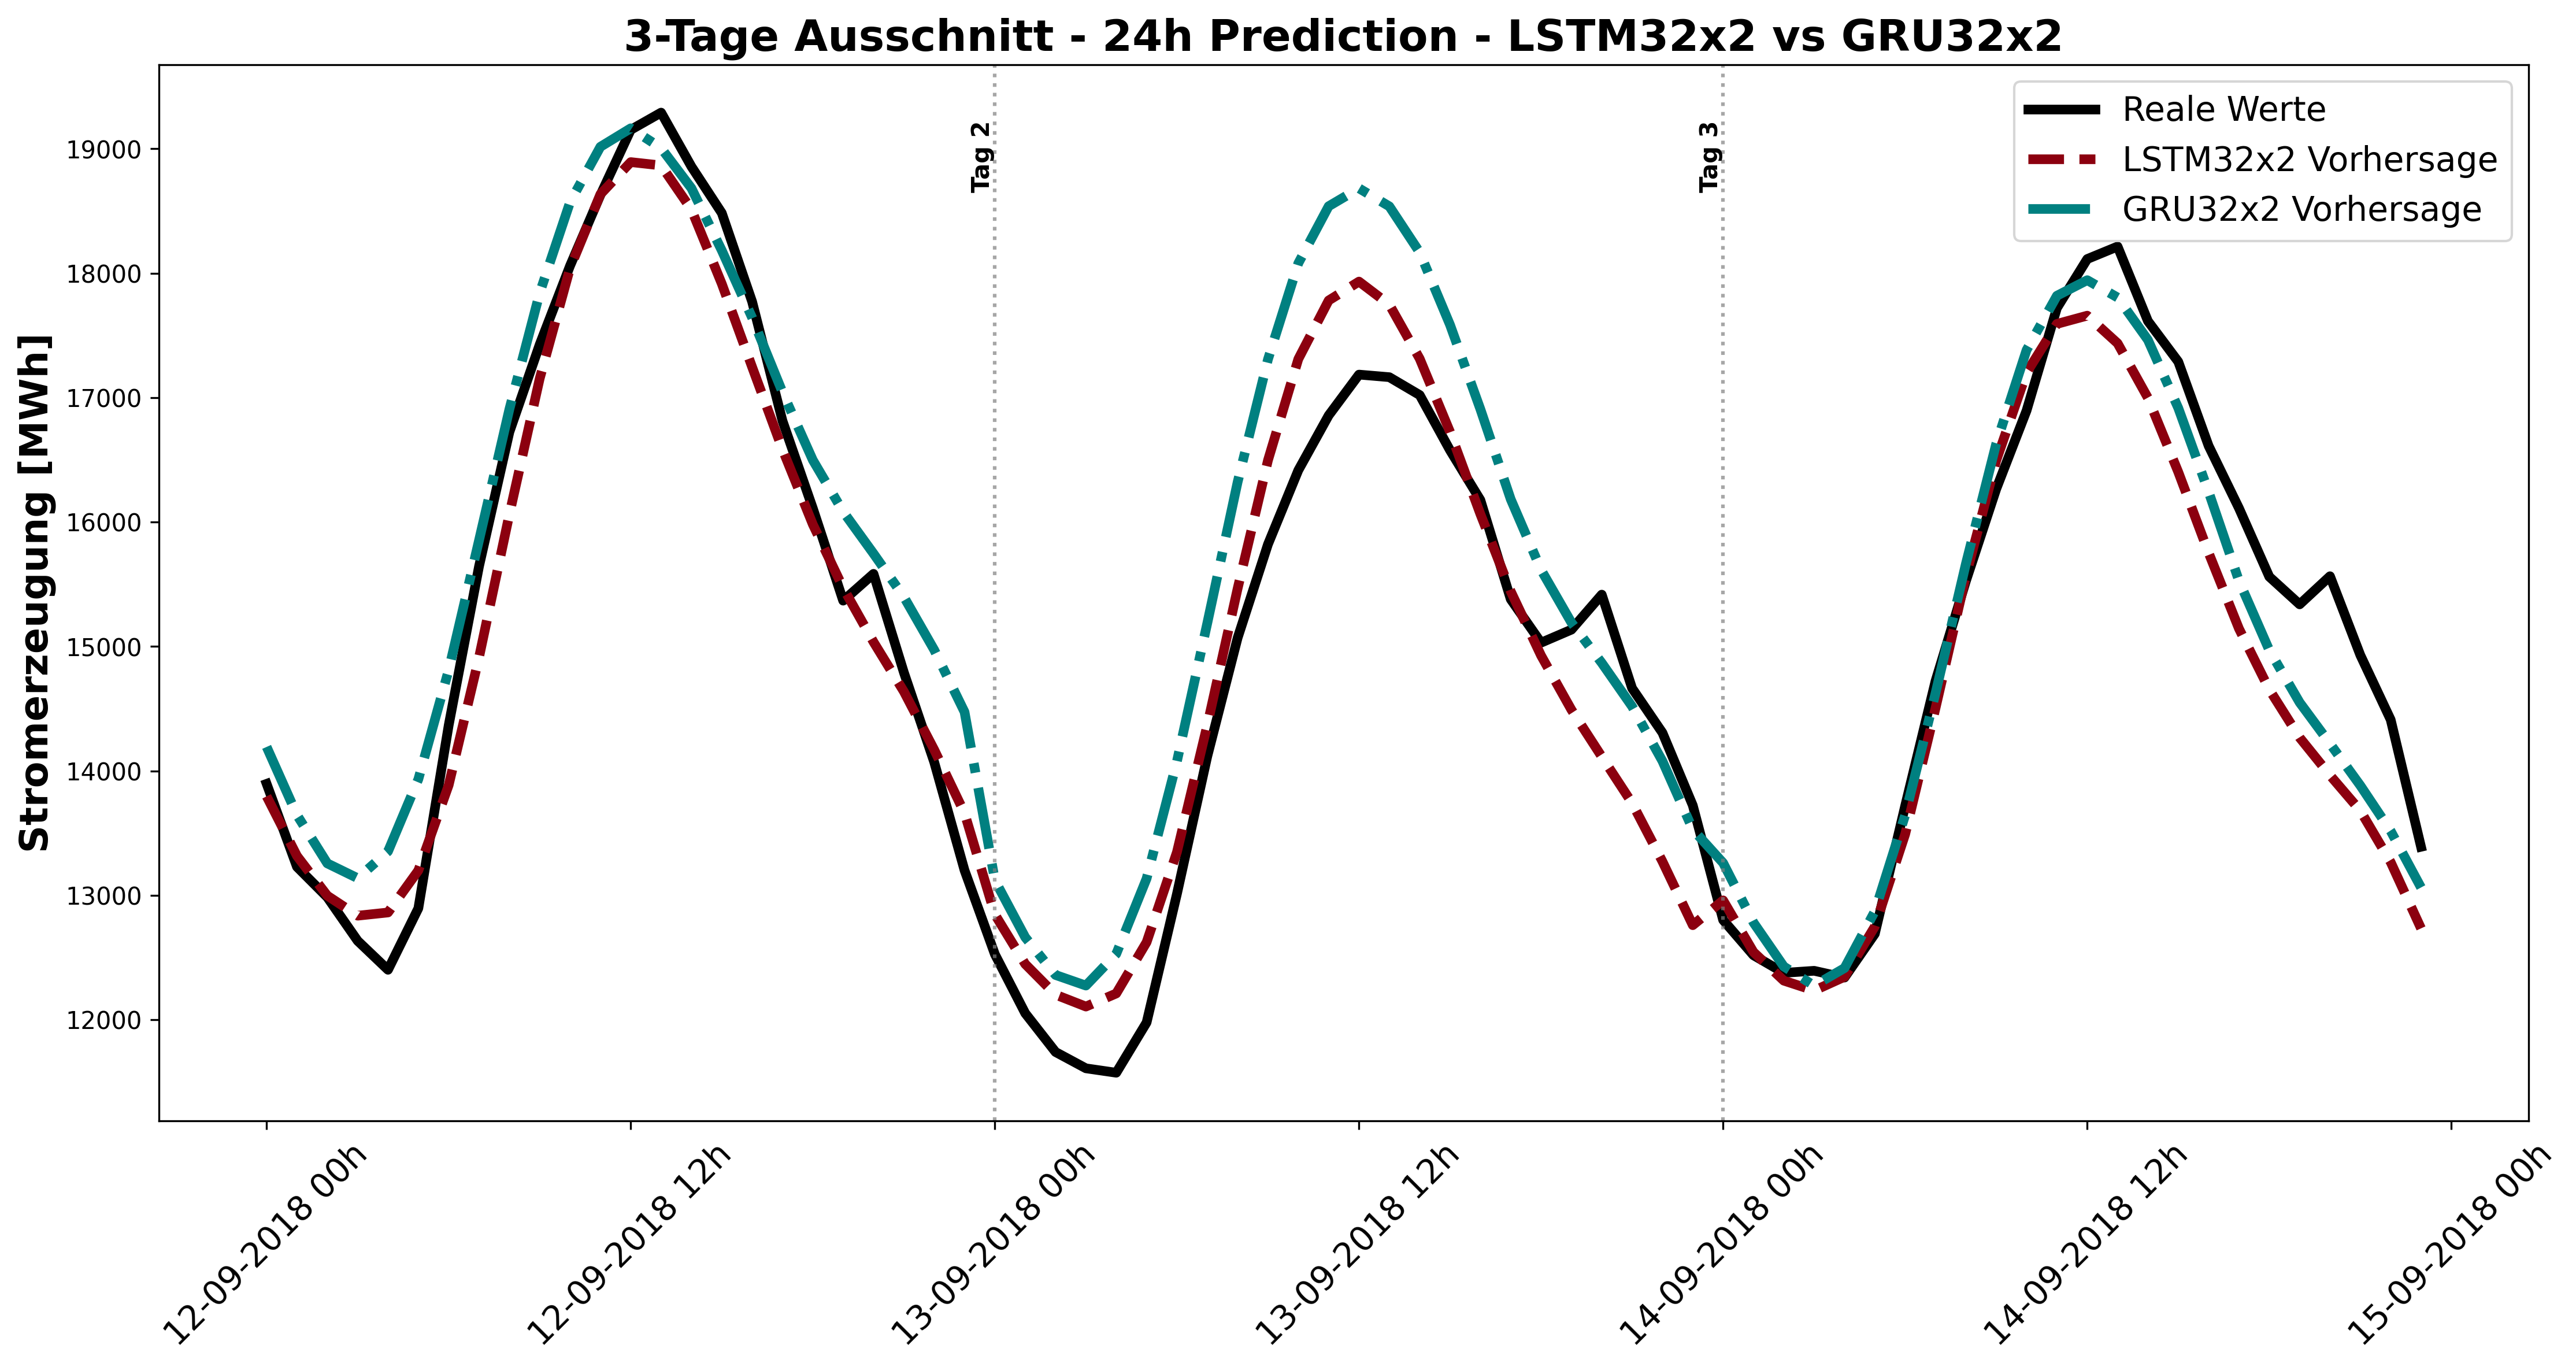 3-Tage Ausschnitt - 24h Prediction - LSTM32x2 vs GRU32x2
Reale Werte
LSTM32x2 Vorhersage
GRU32x2 Vorhersage
Tag 2
Tag 3
Stromerzeugung [MWh]
19000
18000
17000
16000
15000
14000
13000
12000
12-09-2018 00h
12-09-2018 12h
13-09-2018 00h
13-09-2018 12h
14-09-2018 00h
14-09-2018 12h
15-09-2018 00h